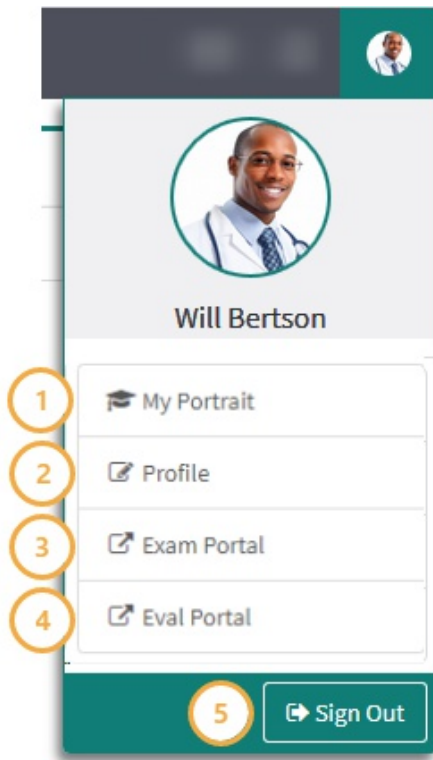 Will Bertson
1 My Portrait
2 Profile
3 Exam Portal
4 Eval Portal
5 Sign Out